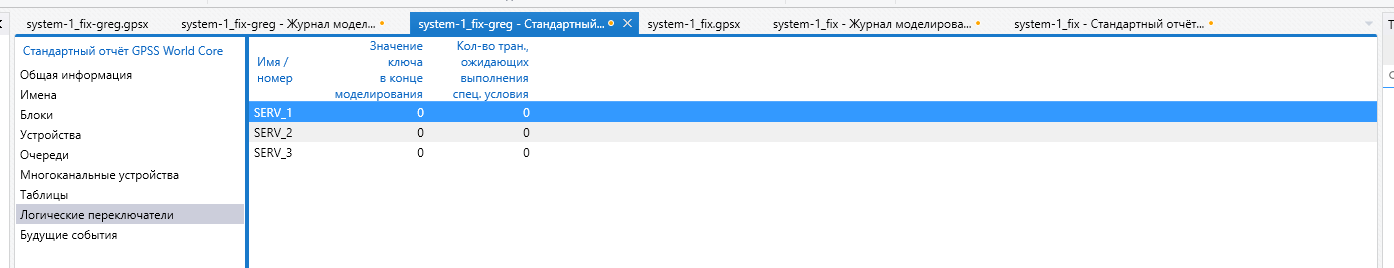 system-1_fix-greg.gpsx
system-1_fix-greg - Журнал модел...
system-1_fix-greg - Стандартный...
system-1_fix.gpsx
system-1_fix - Журнал моделирова...
system-1_fix - Стандартный отчёт...
Стандартный отчёт GPSS World Core
Общая информация
Имена
Блоки
Устройства
Очереди
Многоканальные устройства
Таблицы
Логические переключатели
Будущие события
Имя /
номер
Значение
ключа
в конце
моделирования
Кол-во тран.,
ожидающих
выполнения
спец. условия
SERV_1 0 0
SERV_2 0 0
SERV_3 0 0